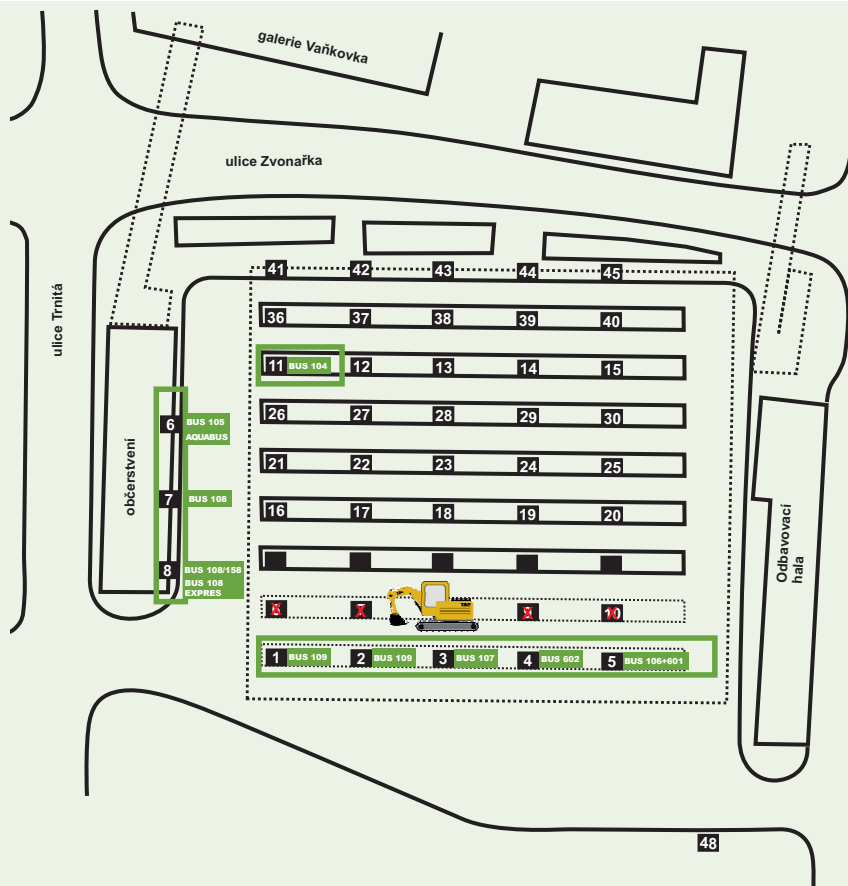 galerie Vaňkovka
ulice Zvonařka
ulice Trnitá
41 42 43 44 45
36 37 38 39 40
11 BUS 104 12 13 14 15
26 27 28 29 30
6 BUS 105
AQUABUS
občerstvení
21 22 23 24 25
7 BUS 108
16 17 18 19 20
Odbavovací
hala
8 BUS 108/158
BUS 108
EXPRES
10
1 BUS 109 2 BUS 109 3 BUS 107 4 BUS 602 5 BUS 106+601
48